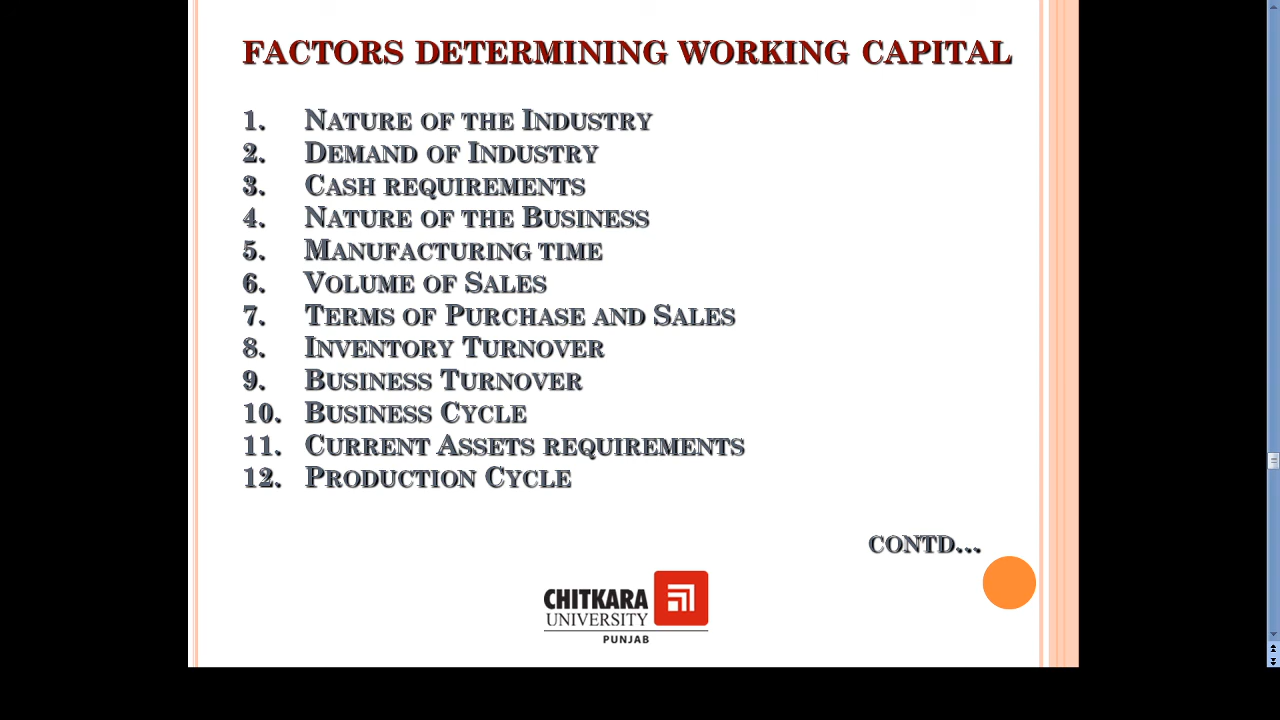 FACTORS DETERMINING WORKING CAPITAL
1. NATURE OF THE INDUSTRY
2. DEMAND OF INDUSTRY
3. CASH REQUIREMENTS
4. NATURE OF THE BUSINESS
5. MANUFACTURING TIME
6. VOLUME OF SALES
7. TERMS OF PURCHASE AND SALES
8. INVENTORY TURNOVER
9. BUSINESS TURNOVER
10. BUSINESS CYCLE
11. CURRENT ASSETS REQUIREMENTS
12. PRODUCTION CYCLE
CONTD...
CHITKARA
UNIVERSITY
PUNJAB